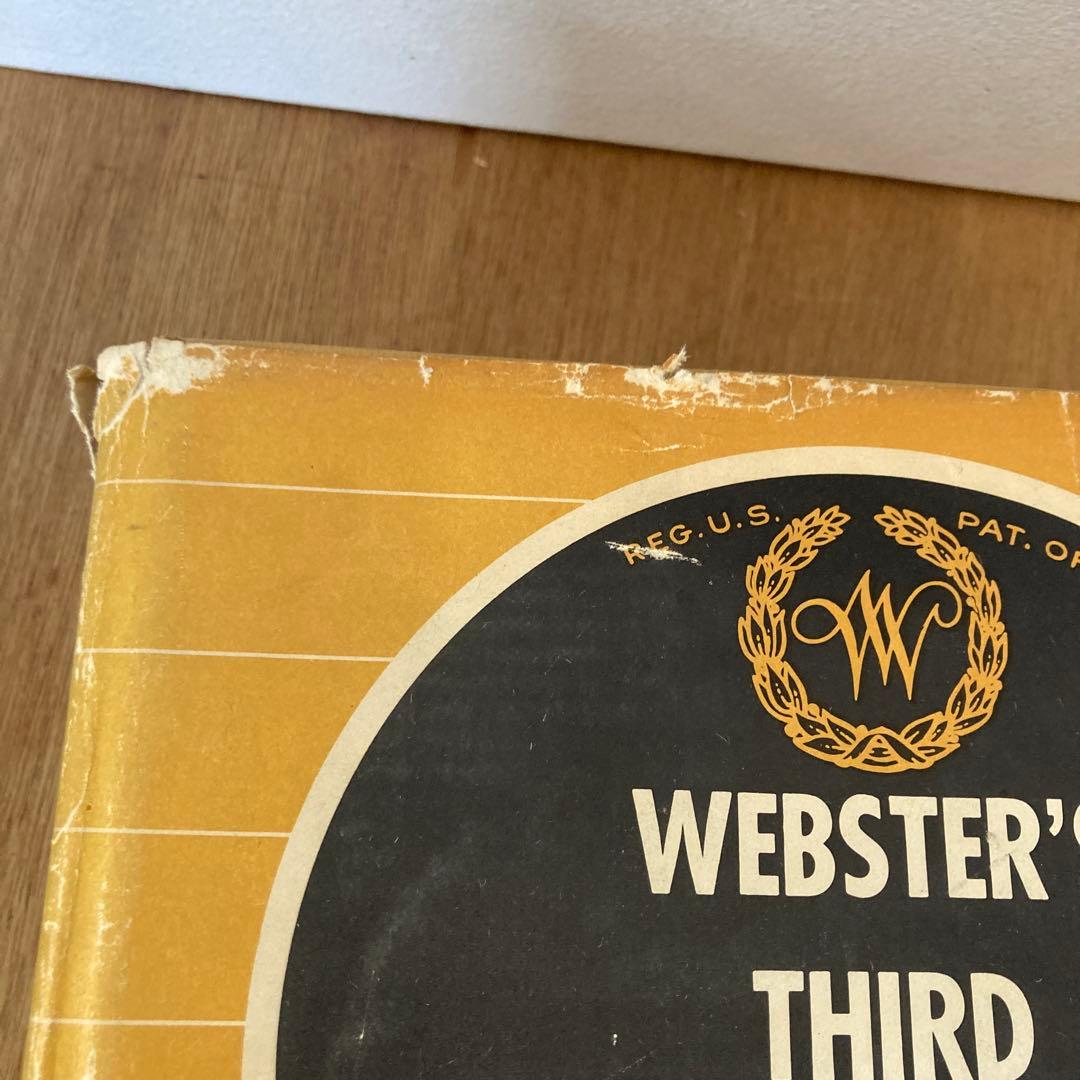 REG. U.S. PAT. OF
W
WEBSTER'S
THIRD